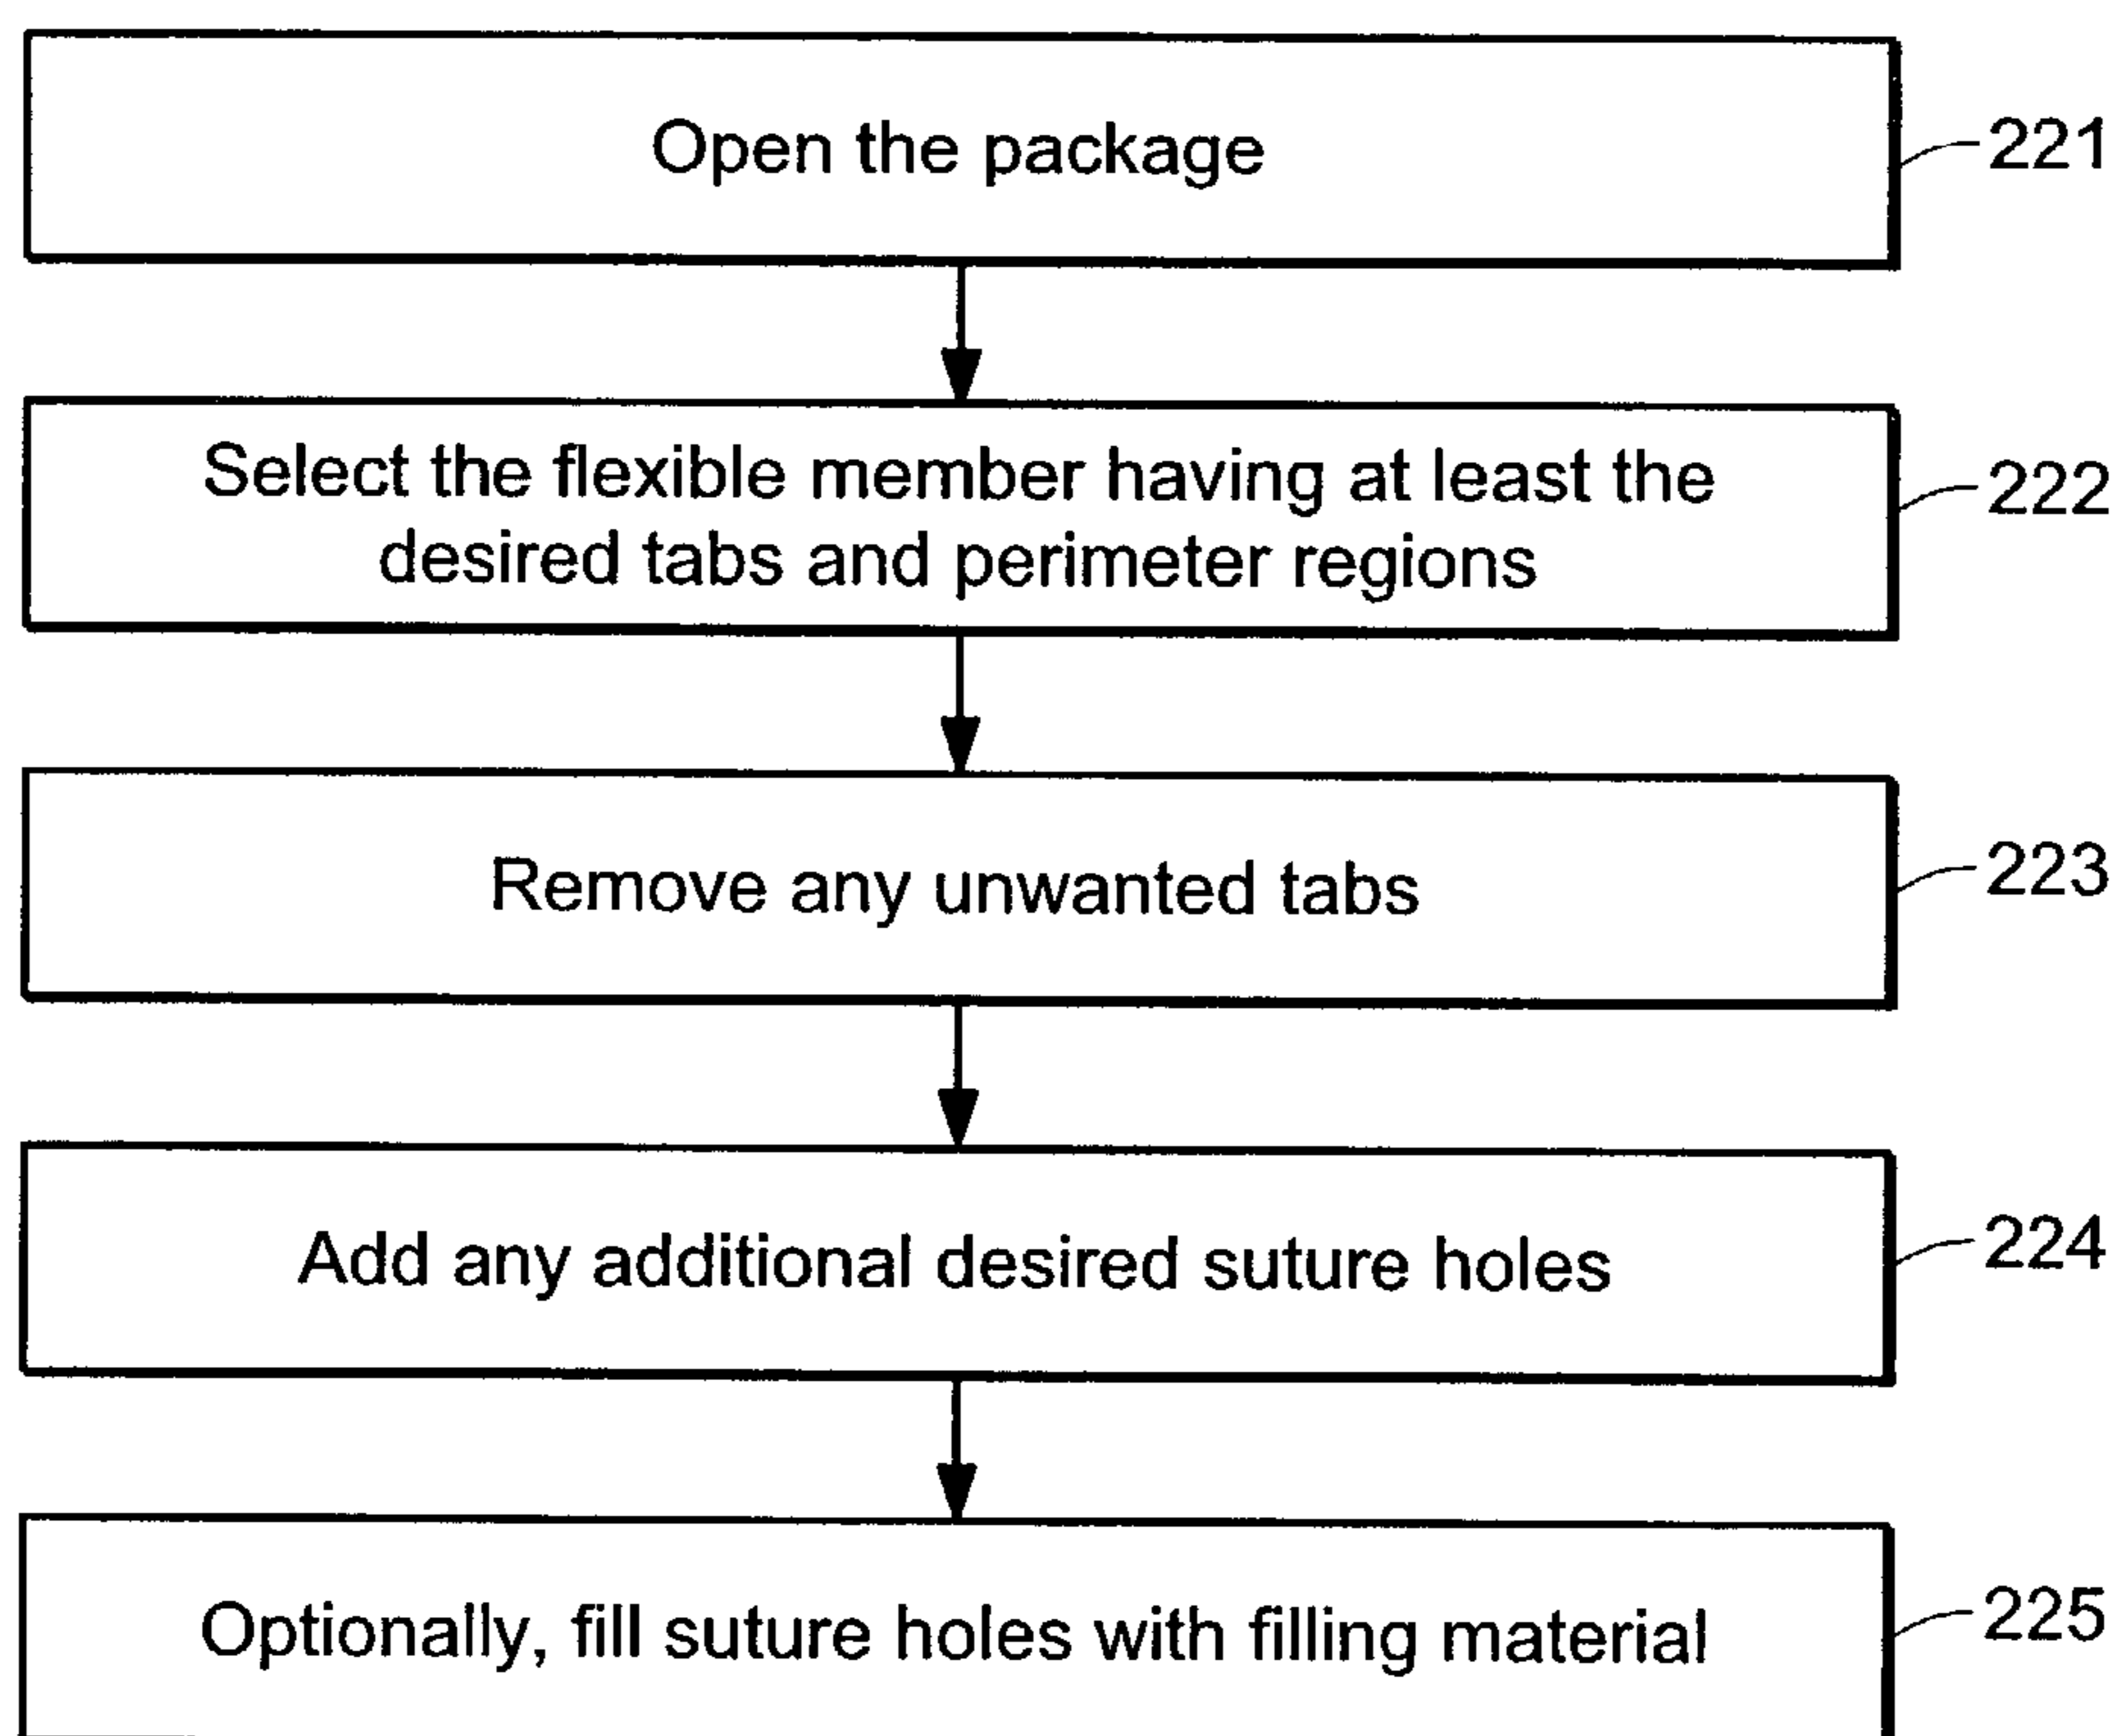 Open the package
221
Select the flexible member having at least the
desired tabs and perimeter regions
222
Remove any unwanted tabs
223
Add any additional desired suture holes
224
Optionally, fill suture holes with filling material
225